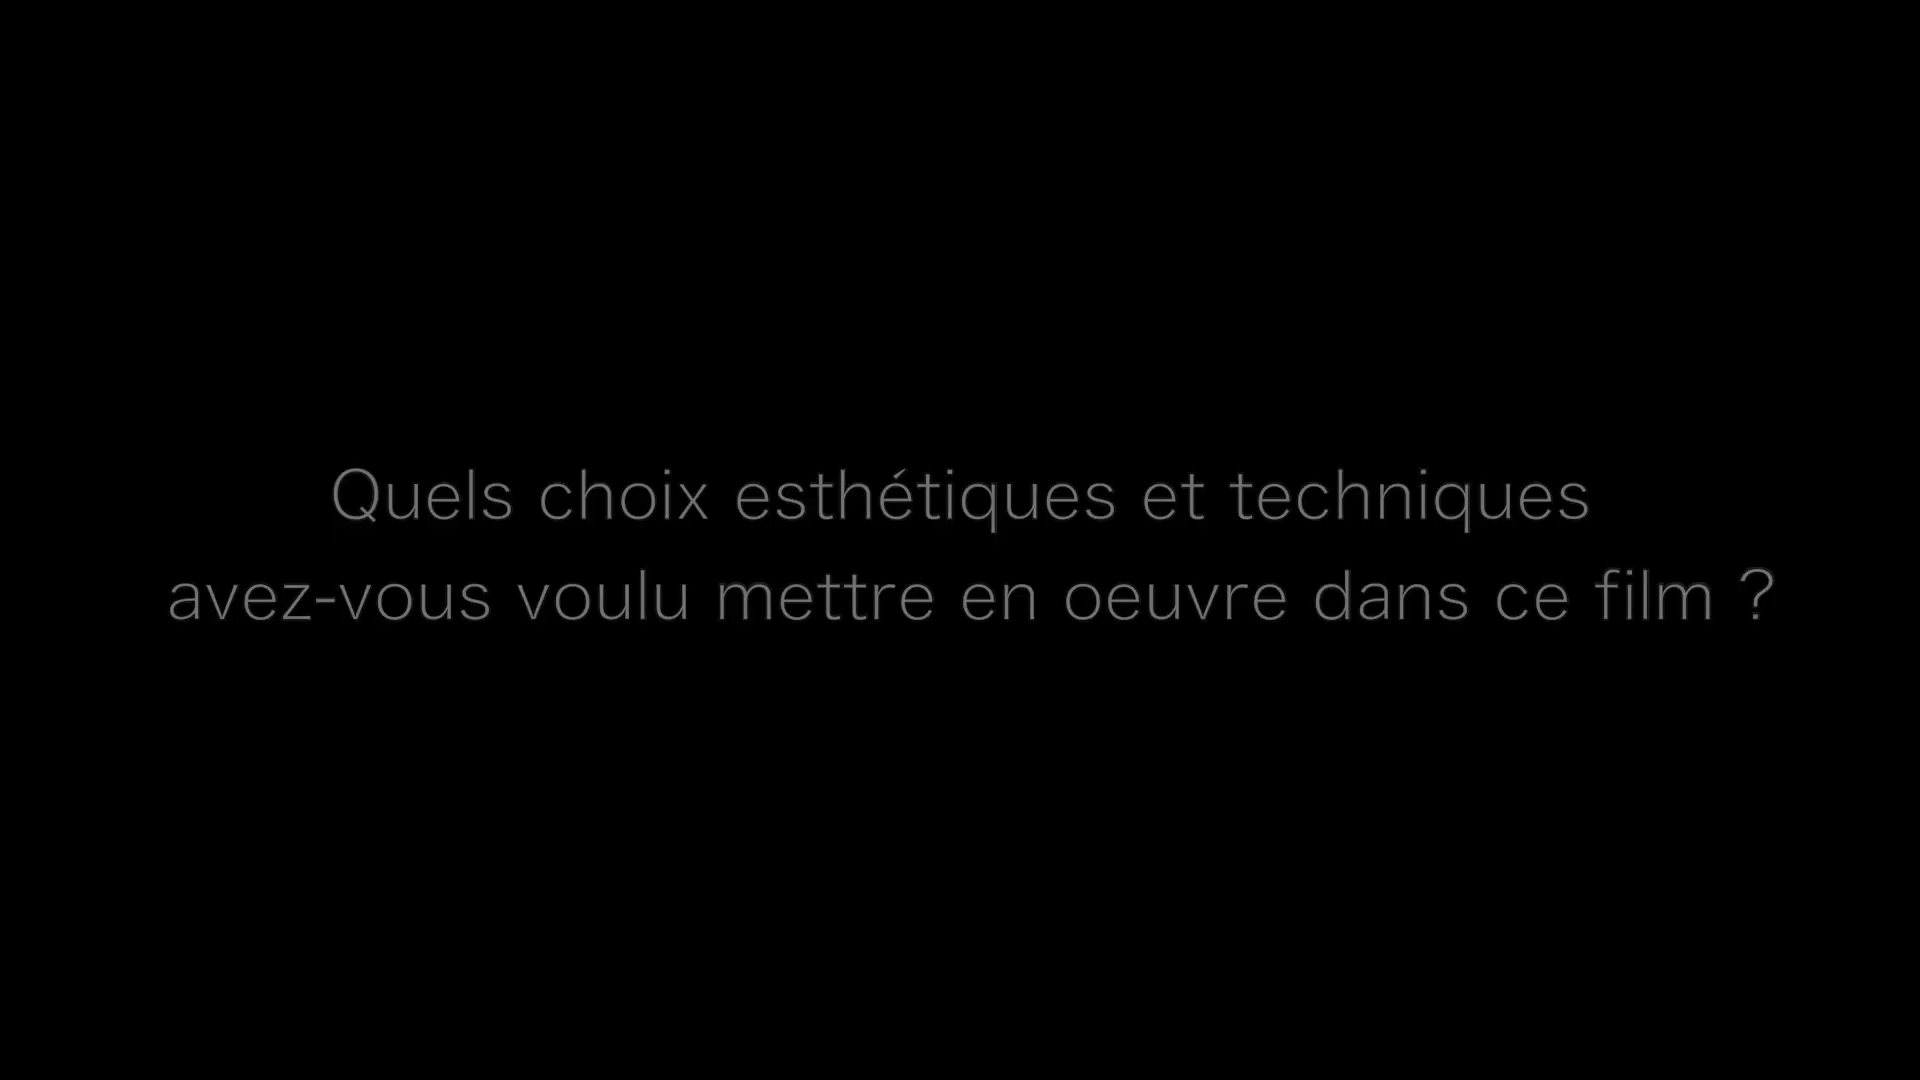 Quels choix esthétiques et techniques
avez-vous voulu mettre en oeuvre dans ce film ?